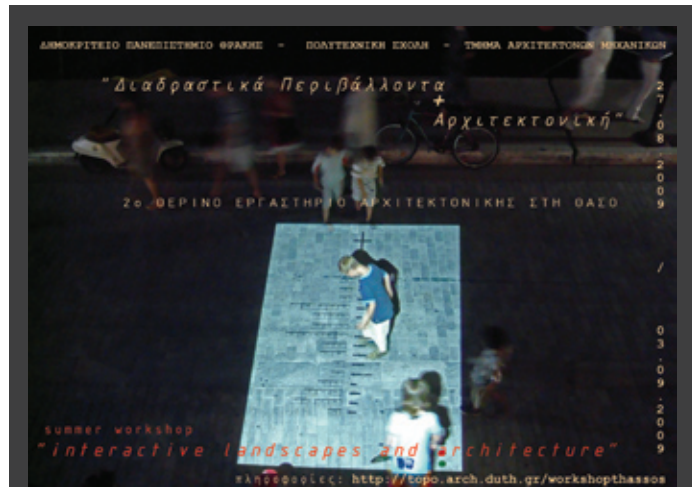 ΔΗΜΟΚΡΙΤΕΙΟ ΠΑΝΕΠΙΣΤΗΜΙΟ ΘΡΑΚΗΣ - ΠΟΛΥΤΕΧΝΙΚΗ ΣΧΟΛΗ - ΤΜΗΜΑ ΑΡΧΙΤΕΚΤΟΝΩΝ ΜΗΧΑΝΙΚΩΝ
"Διαδραστικά Περιβάλλοντα
+
Αρχιτεκτονική"
27.08.2009 / 03.09.2009
2ο ΘΕΡΙΝΟ ΕΡΓΑΣΤΗΡΙΟ ΑΡΧΙΤΕΚΤΟΝΙΚΗΣ ΣΤΗ ΘΑΣΟ
summer workshop
"interactive landscapes and architecture"
πληροφορίες: http://topo.arch.duth.gr/workshopthassos